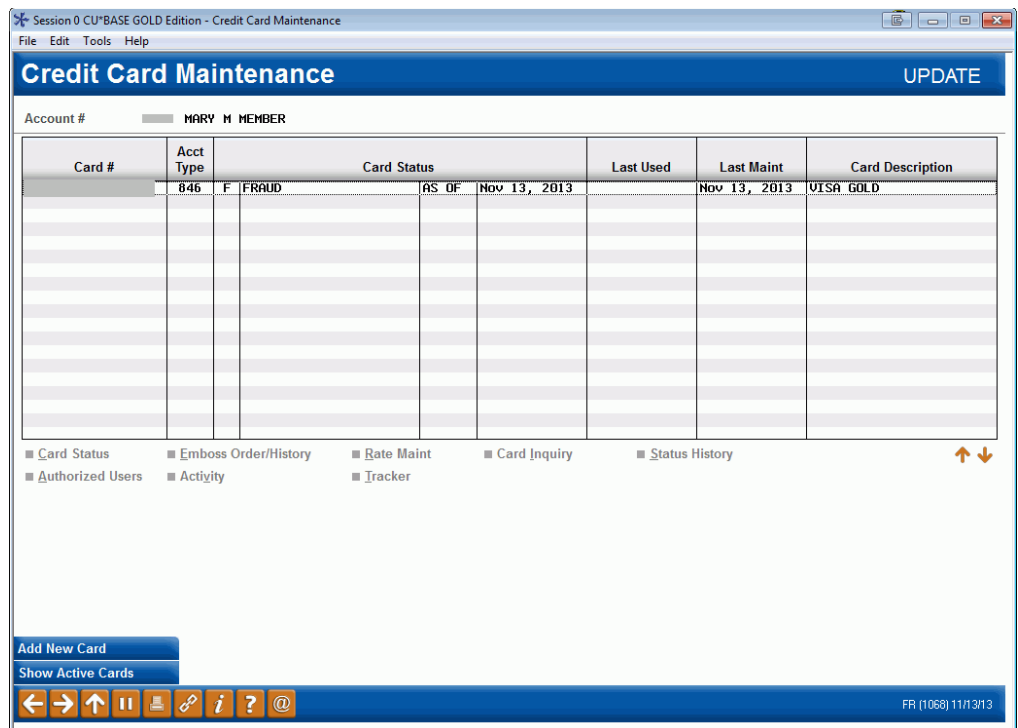 Session 0 CU*BASE GOLD Edition - Credit Card Maintenance
File Edit Tools Help
Credit Card Maintenance UPDATE
Account # MARY M MEMBER
Card # Acct Type Card Status Last Used Last Maint Card Description
846 F FRAUD AS OF Nov 13, 2013 Nov 13, 2013 VISA GOLD
Card Status Emboss Order/History Rate Maint Card Inquiry Status History
Authorized Users Activity Tracker
Add New Card
Show Active Cards
FR (1068) 11/13/13